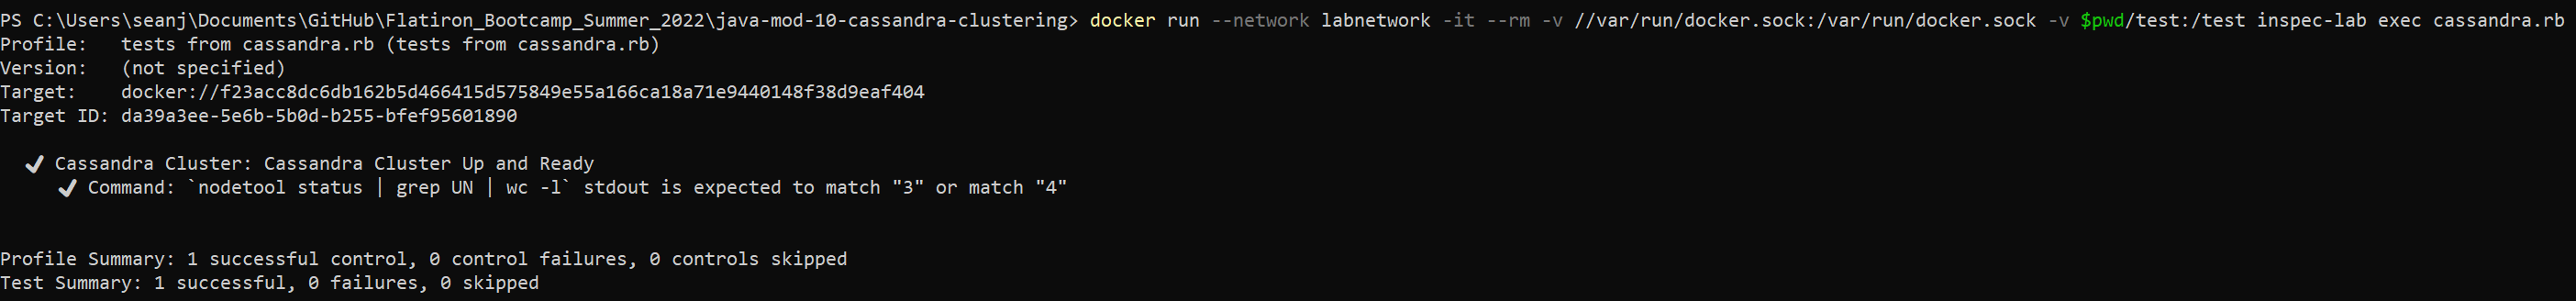 PS C:\Users\seanj\Documents\GitHub\Flatiron_Bootcamp_Summer_2022\java-mod-10-cassandra-clustering> docker run --network labnetwork -it --rm -v //var/run/docker.sock:/var/run/docker.sock -v $pwd/test:/test inspec-lab exec cassandra.rb
Profile:   tests from cassandra.rb (tests from cassandra.rb)
Version:   (not specified)
Target:    docker://f23acc8dc6db162b5d466415d575849e55a166ca18a71e9440148f38d9eaf404
Target ID: da39a3ee-5e6b-5b0d-b255-bfef95601890
✔ Cassandra Cluster: Cassandra Cluster Up and Ready
✔ Command: `nodetool status | grep UN | wc -l` stdout is expected to match "3" or match "4"
Profile Summary: 1 successful control, 0 control failures, 0 controls skipped
Test Summary: 1 successful, 0 failures, 0 skipped